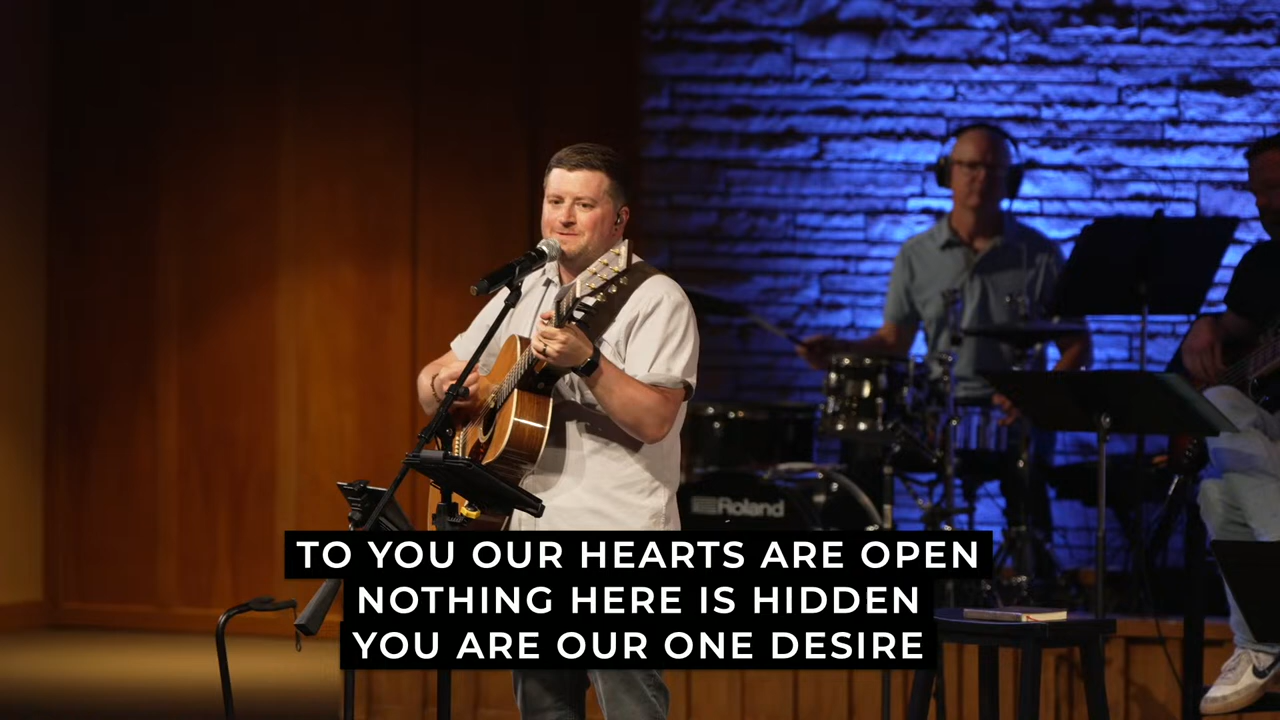 Roland
TO YOU OUR HEARTS ARE OPEN
NOTHING HERE IS HIDDEN
YOU ARE OUR ONE DESIRE